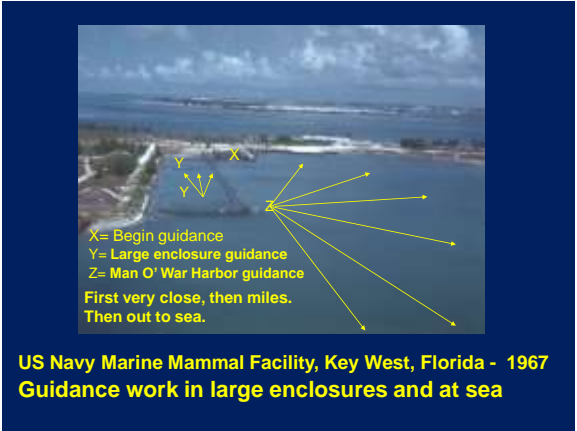 Y
X
Y
Z
X= Begin guidance
Y= Large enclosure guidance
Z= Man O' War Harbor guidance
First very close, then miles.
Then out to sea.
US Navy Marine Mammal Facility, Key West, Florida - 1967
Guidance work in large enclosures and at sea